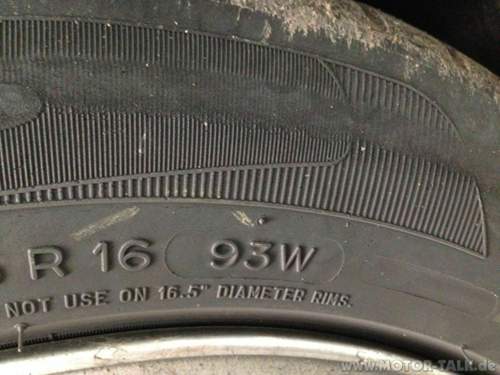 R 16 93W
NOT USE ON 16.5" DIAMETER RIMS.
www.MOTOR-TALK.de